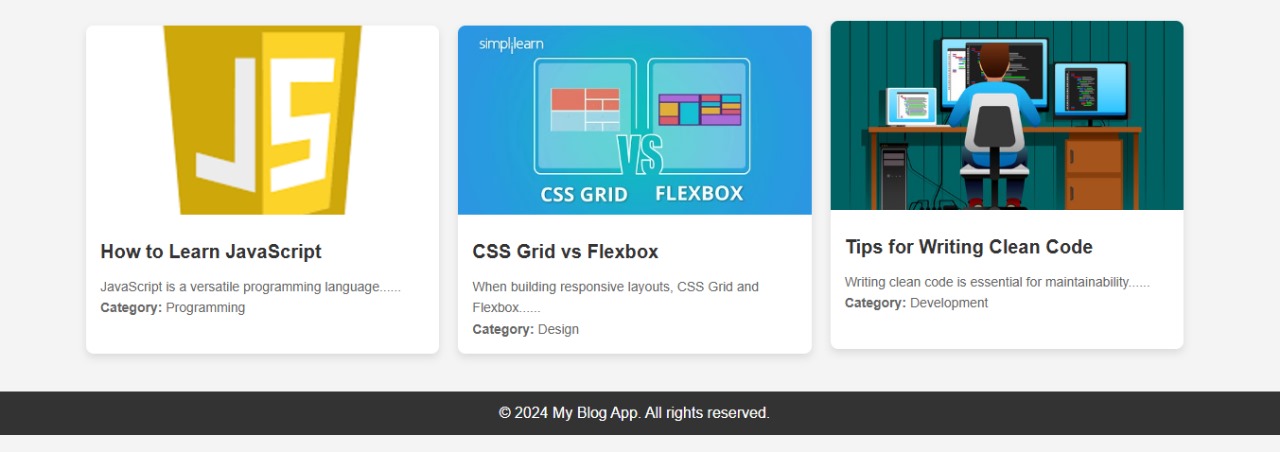 JS
How to Learn JavaScript
JavaScript is a versatile programming language......
Category: Programming
simplilearn
VS
CSS GRID FLEXBOX
CSS Grid vs Flexbox
When building responsive layouts, CSS Grid and
Flexbox......
Category: Design
Tips for Writing Clean Code
Writing clean code is essential for maintainability......
Category: Development
© 2024 My Blog App. All rights reserved.